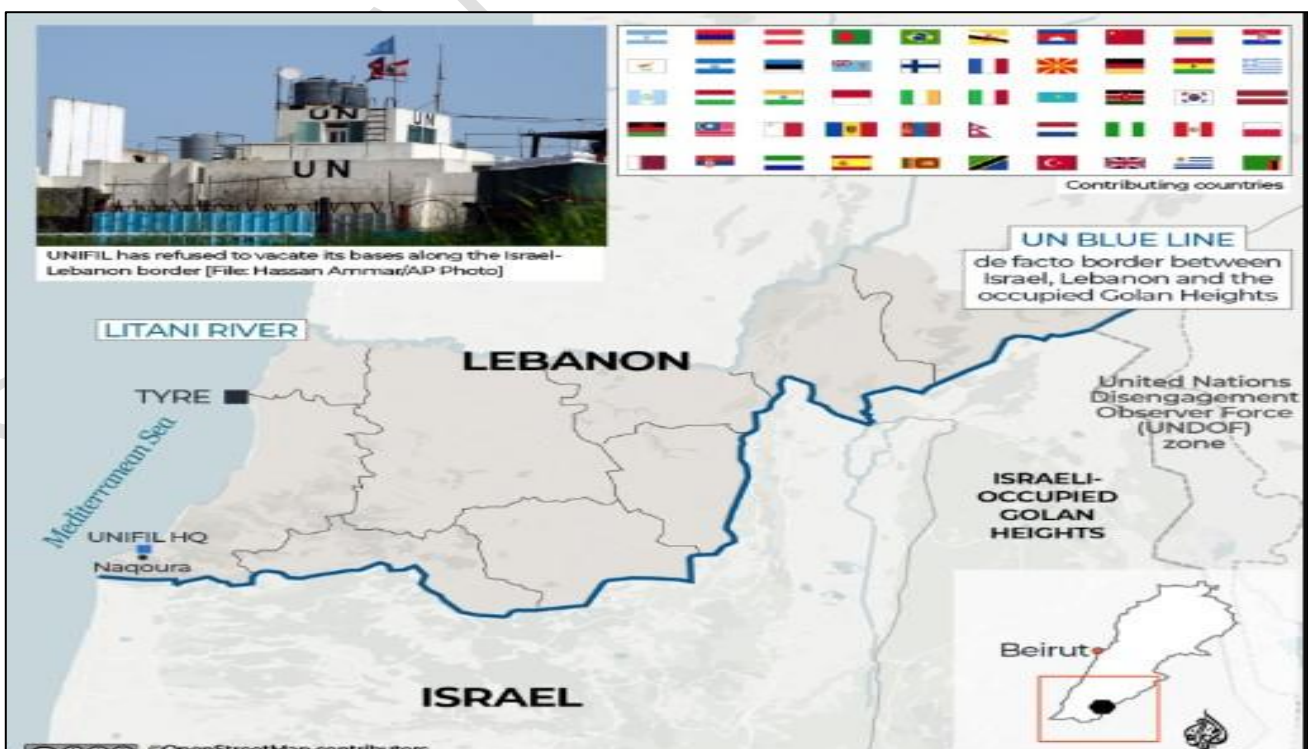 UN
UN
UN
UNIFIL has refused to vacate its bases along the Israel-
Lebanon border [File: Hassan Ammar/AP Photo]
Contributing countries
UN BLUE LINE
de facto border between
Israel, Lebanon and the
occupied Golan Heights
LITANI RIVER
LEBANON
TYRE
Mediterranean Sea
United Nations
Disengagement
Observer Force
(UNDOF)
zone
ISRAELI-
OCCUPIED
GOLAN
HEIGHTS
UNIFIL HQ
Naqoura
Beirut
ISRAEL
©OpenStreetMap contributors